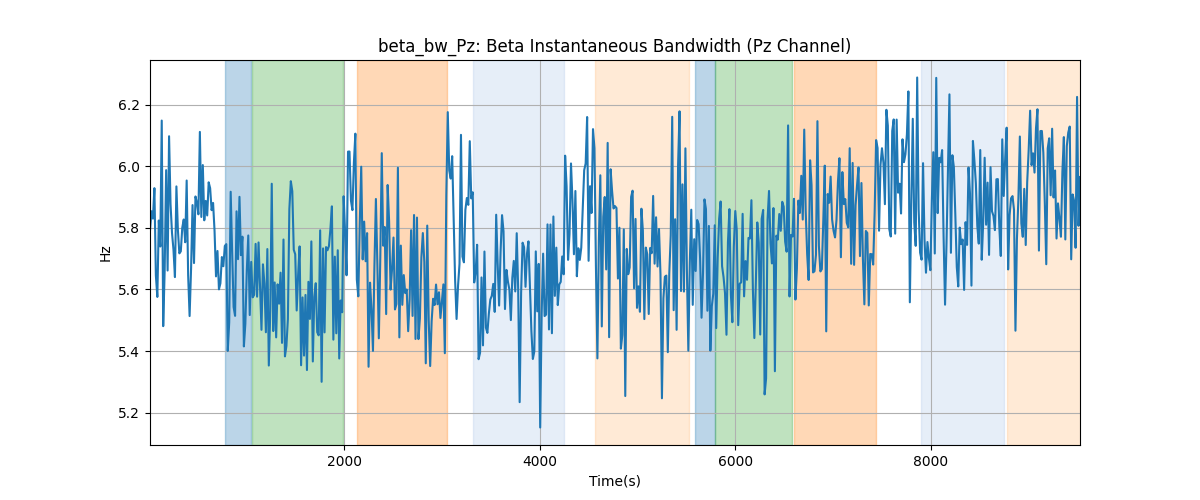 beta_bw_Pz: Beta Instantaneous Bandwidth (Pz Channel)
6.2
6.0
5.8
5.6
5.4
5.2
Hz
2000 4000 6000 8000
Time(s)